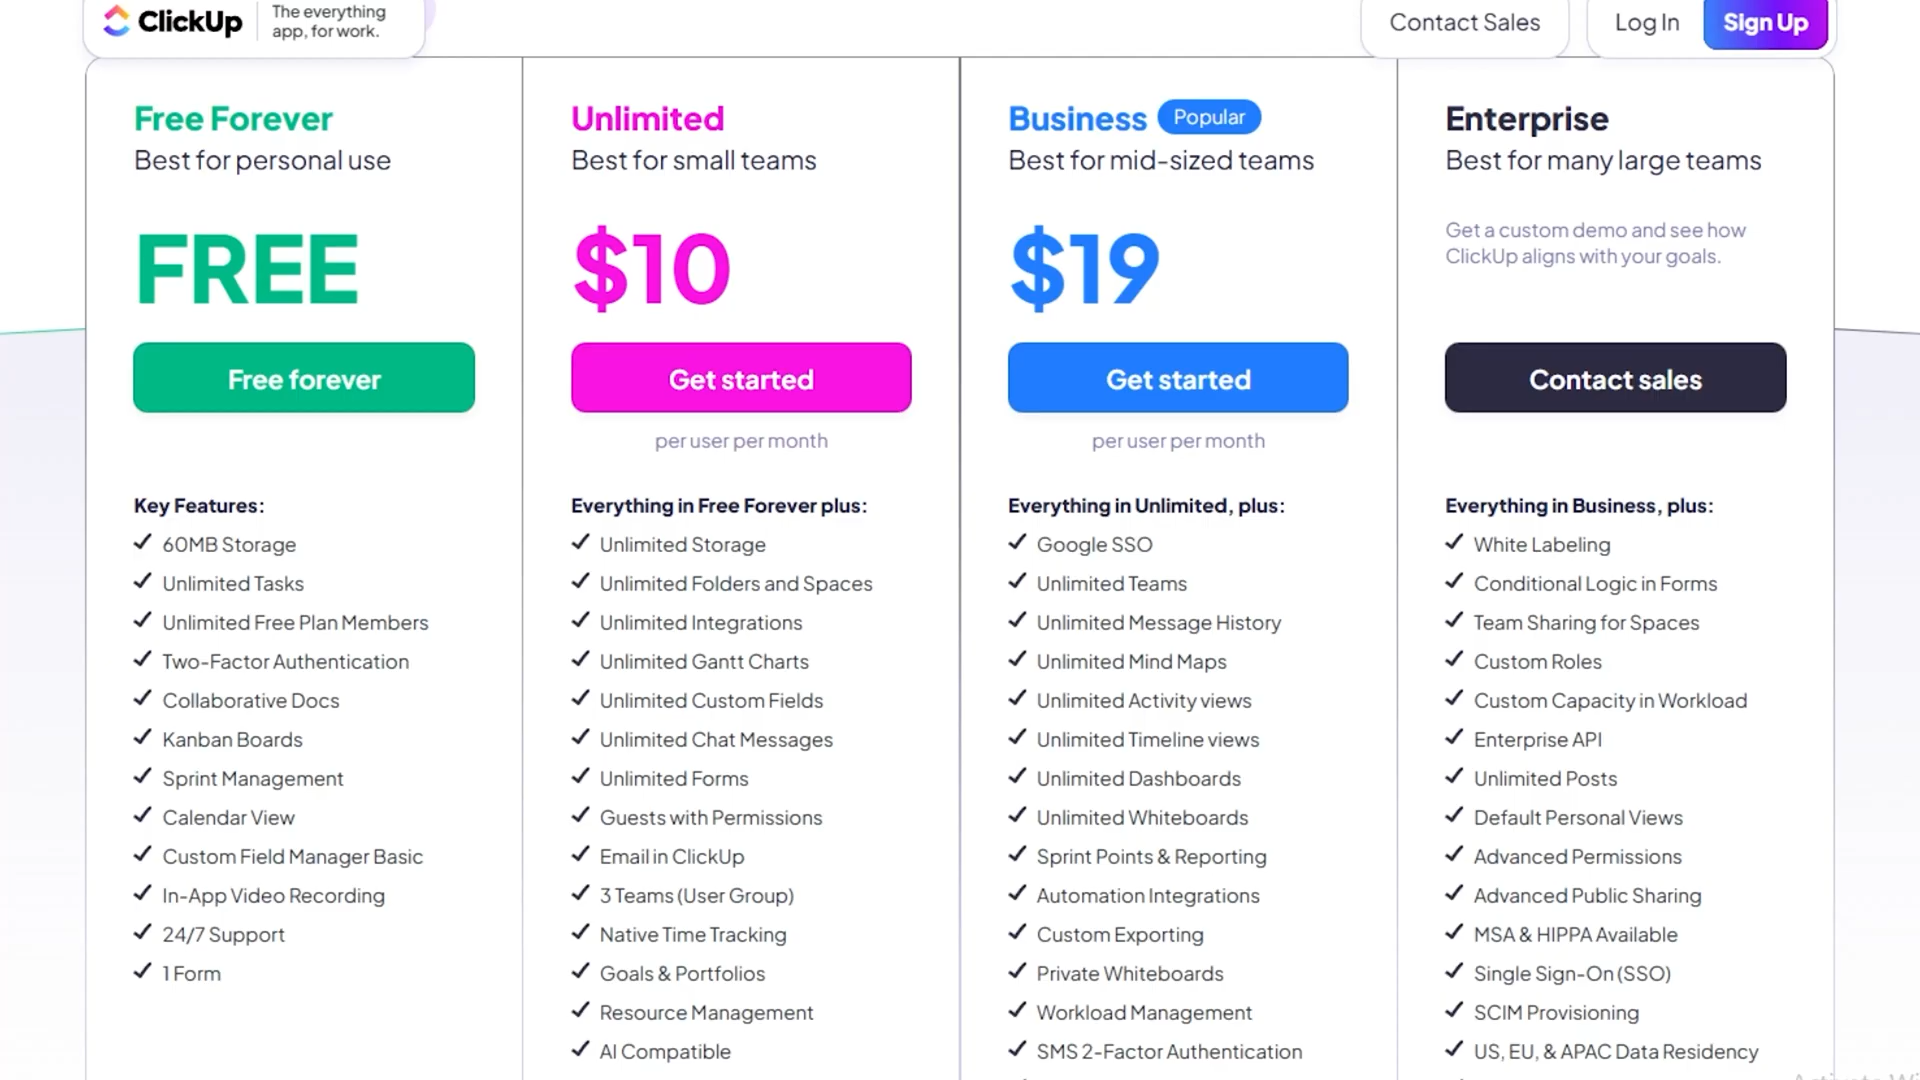 ClickUp
The everything
app, for work.
Contact Sales
Log In
Sign Up
Free Forever
Best for personal use
FREE
Free forever
Key Features:
60MB Storage
Unlimited Tasks
Unlimited Free Plan Members
Two-Factor Authentication
Collaborative Docs
Kanban Boards
Sprint Management
Calendar View
Custom Field Manager Basic
In-App Video Recording
24/7 Support
1 Form
Unlimited
Best for small teams
$10
Get started
per user per month
Everything in Free Forever plus:
Unlimited Storage
Unlimited Folders and Spaces
Unlimited Integrations
Unlimited Gantt Charts
Unlimited Custom Fields
Unlimited Chat Messages
Unlimited Forms
Guests with Permissions
Email in ClickUp
3 Teams (User Group)
Native Time Tracking
Goals & Portfolios
Resource Management
AI Compatible
Business
Popular
Best for mid-sized teams
$19
Get started
per user per month
Everything in Unlimited, plus:
Google SSO
Unlimited Teams
Unlimited Message History
Unlimited Mind Maps
Unlimited Activity views
Unlimited Timeline views
Unlimited Dashboards
Unlimited Whiteboards
Sprint Points & Reporting
Automation Integrations
Custom Exporting
Private Whiteboards
Workload Management
SMS 2-Factor Authentication
Enterprise
Best for many large teams
Get a custom demo and see how
ClickUp aligns with your goals.
Contact sales
Everything in Business, plus:
White Labeling
Conditional Logic in Forms
Team Sharing for Spaces
Custom Roles
Custom Capacity in Workload
Enterprise API
Unlimited Posts
Default Personal Views
Advanced Permissions
Advanced Public Sharing
MSA & HIPPA Available
Single Sign-On (SSO)
SCIM Provisioning
US, EU, & APAC Data Residency